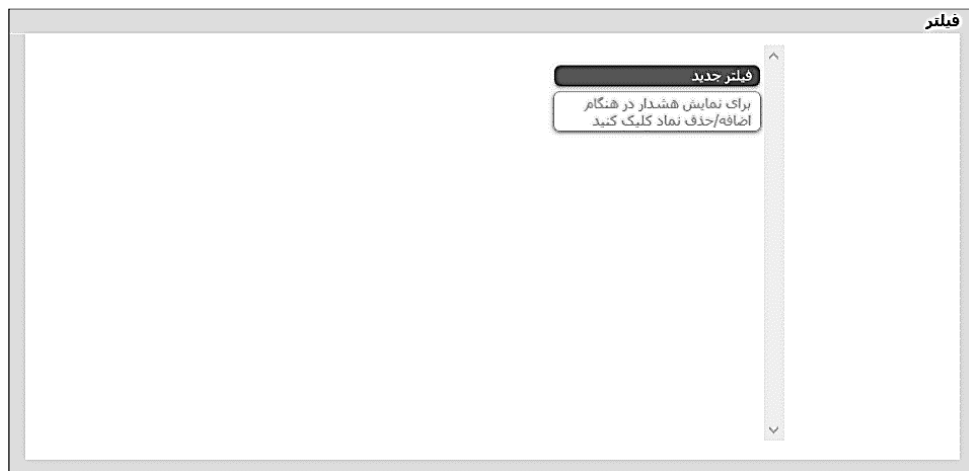 فیلتر
فیلتر جدید
برای نمایش هشدار در هنگام
اضافه/حذف نماد کلیک کنید